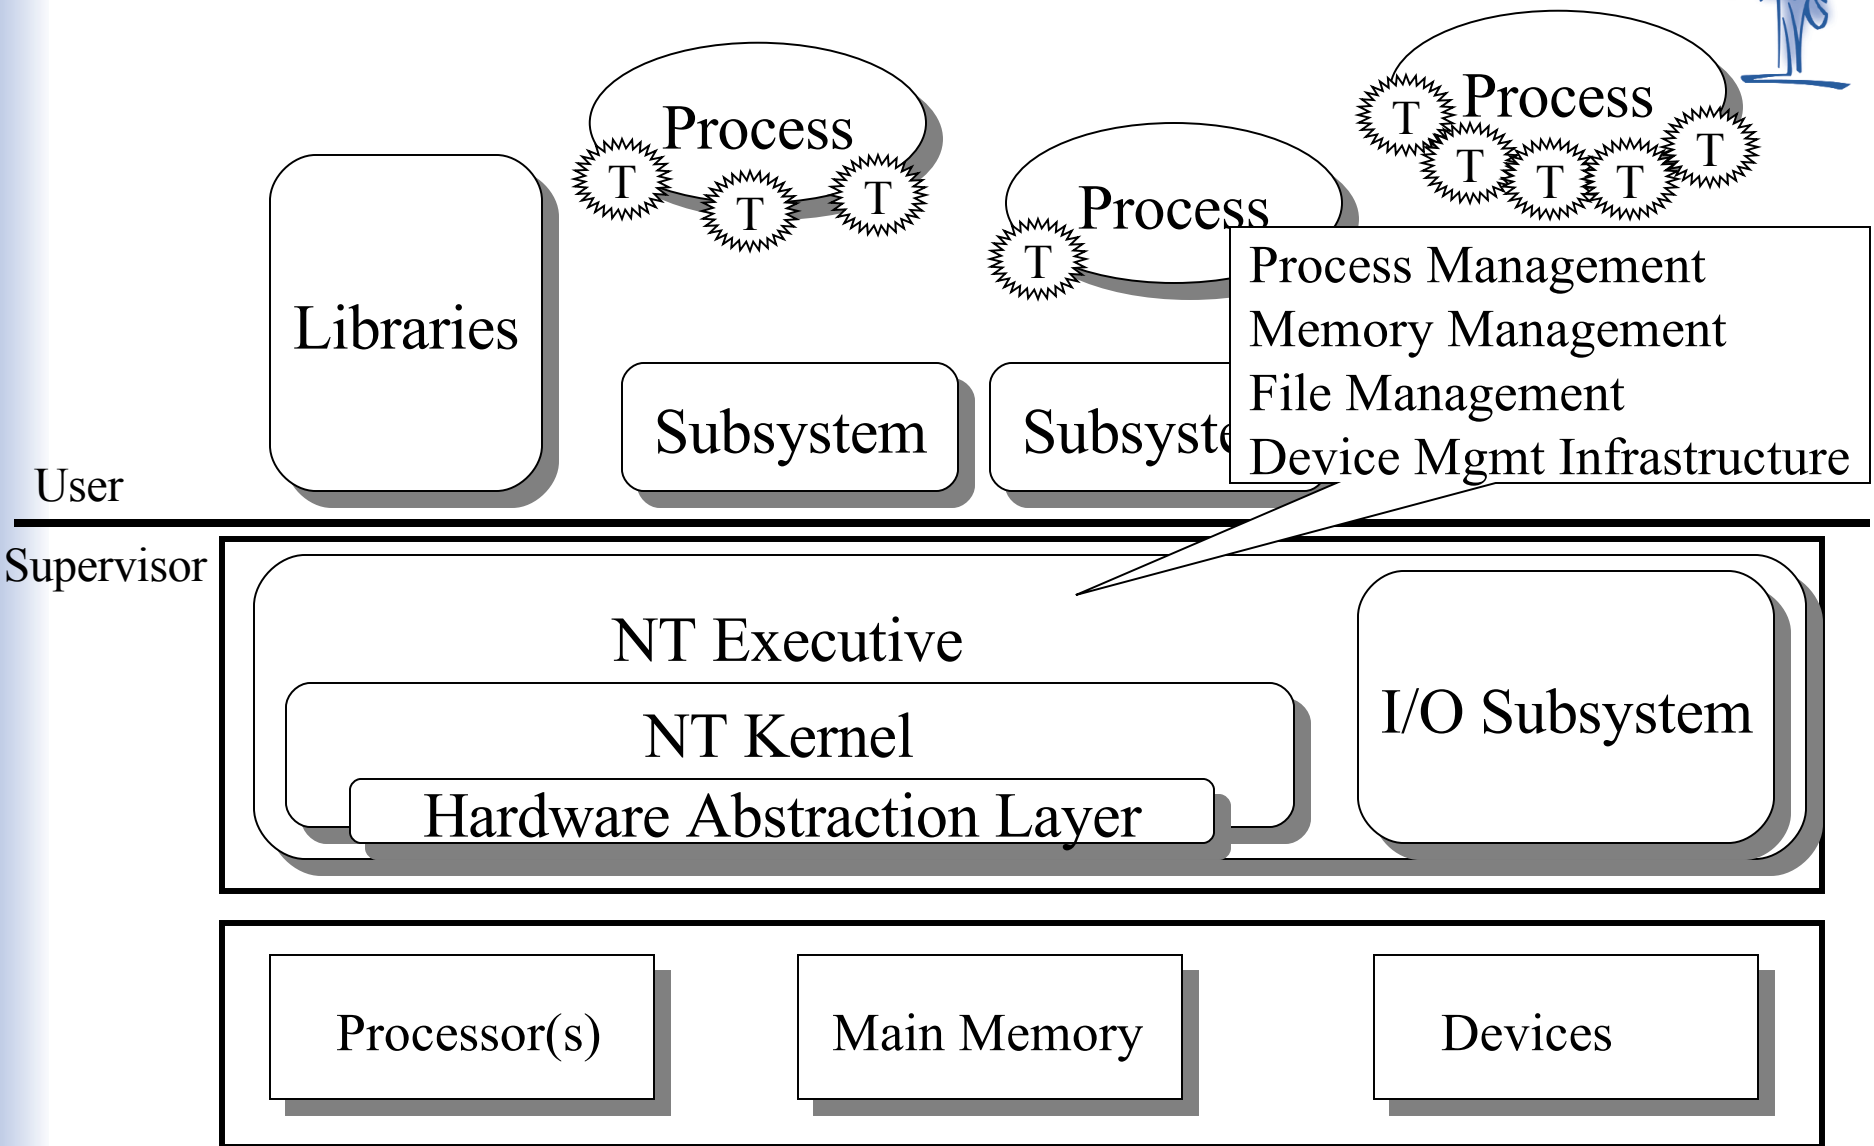 Process
T
T
T
Process
T
Process
T
T
T
T
T
Libraries
Subsystem
Subsyste
Process Management
Memory Management
File Management
Device Mgmt Infrastructure
User
Supervisor
NT Executive
NT Kernel
Hardware Abstraction Layer
I/O Subsystem
Processor(s)
Main Memory
Devices